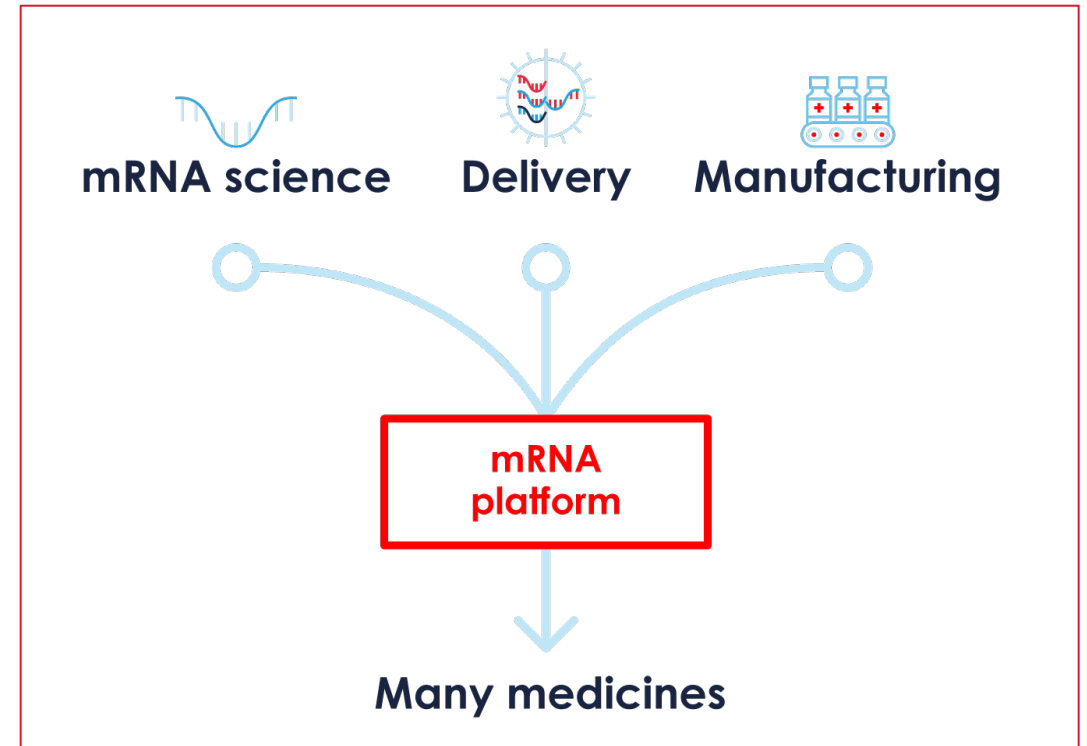 mRNA science
Delivery
Manufacturing
mRNA
platform
Many medicines